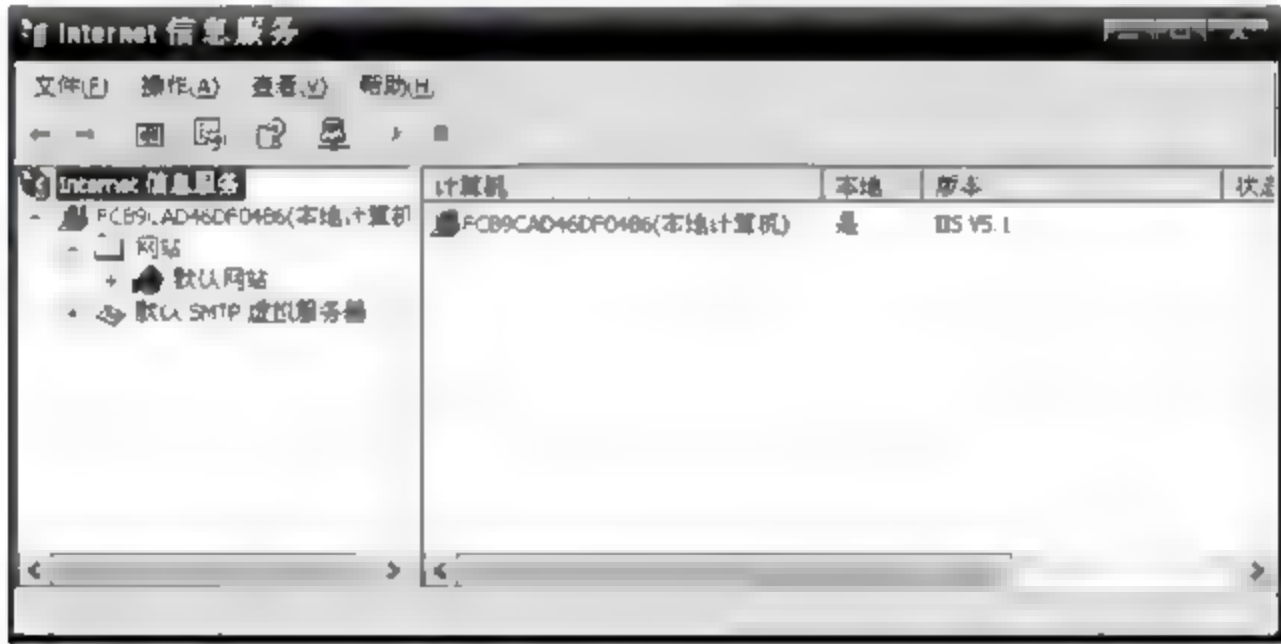 Internet 信息服务
文件(F) 操作(A) 查看(V) 帮助(H)
Internet 信息服务
计算机 本地 版本 状态
FCB9CAD46DF0486(本地计算机
FCB9CAD46DF0486(本地计算机) 是 IIS V5.1
网站
默认网站
默认 SMTP 虚拟服务器